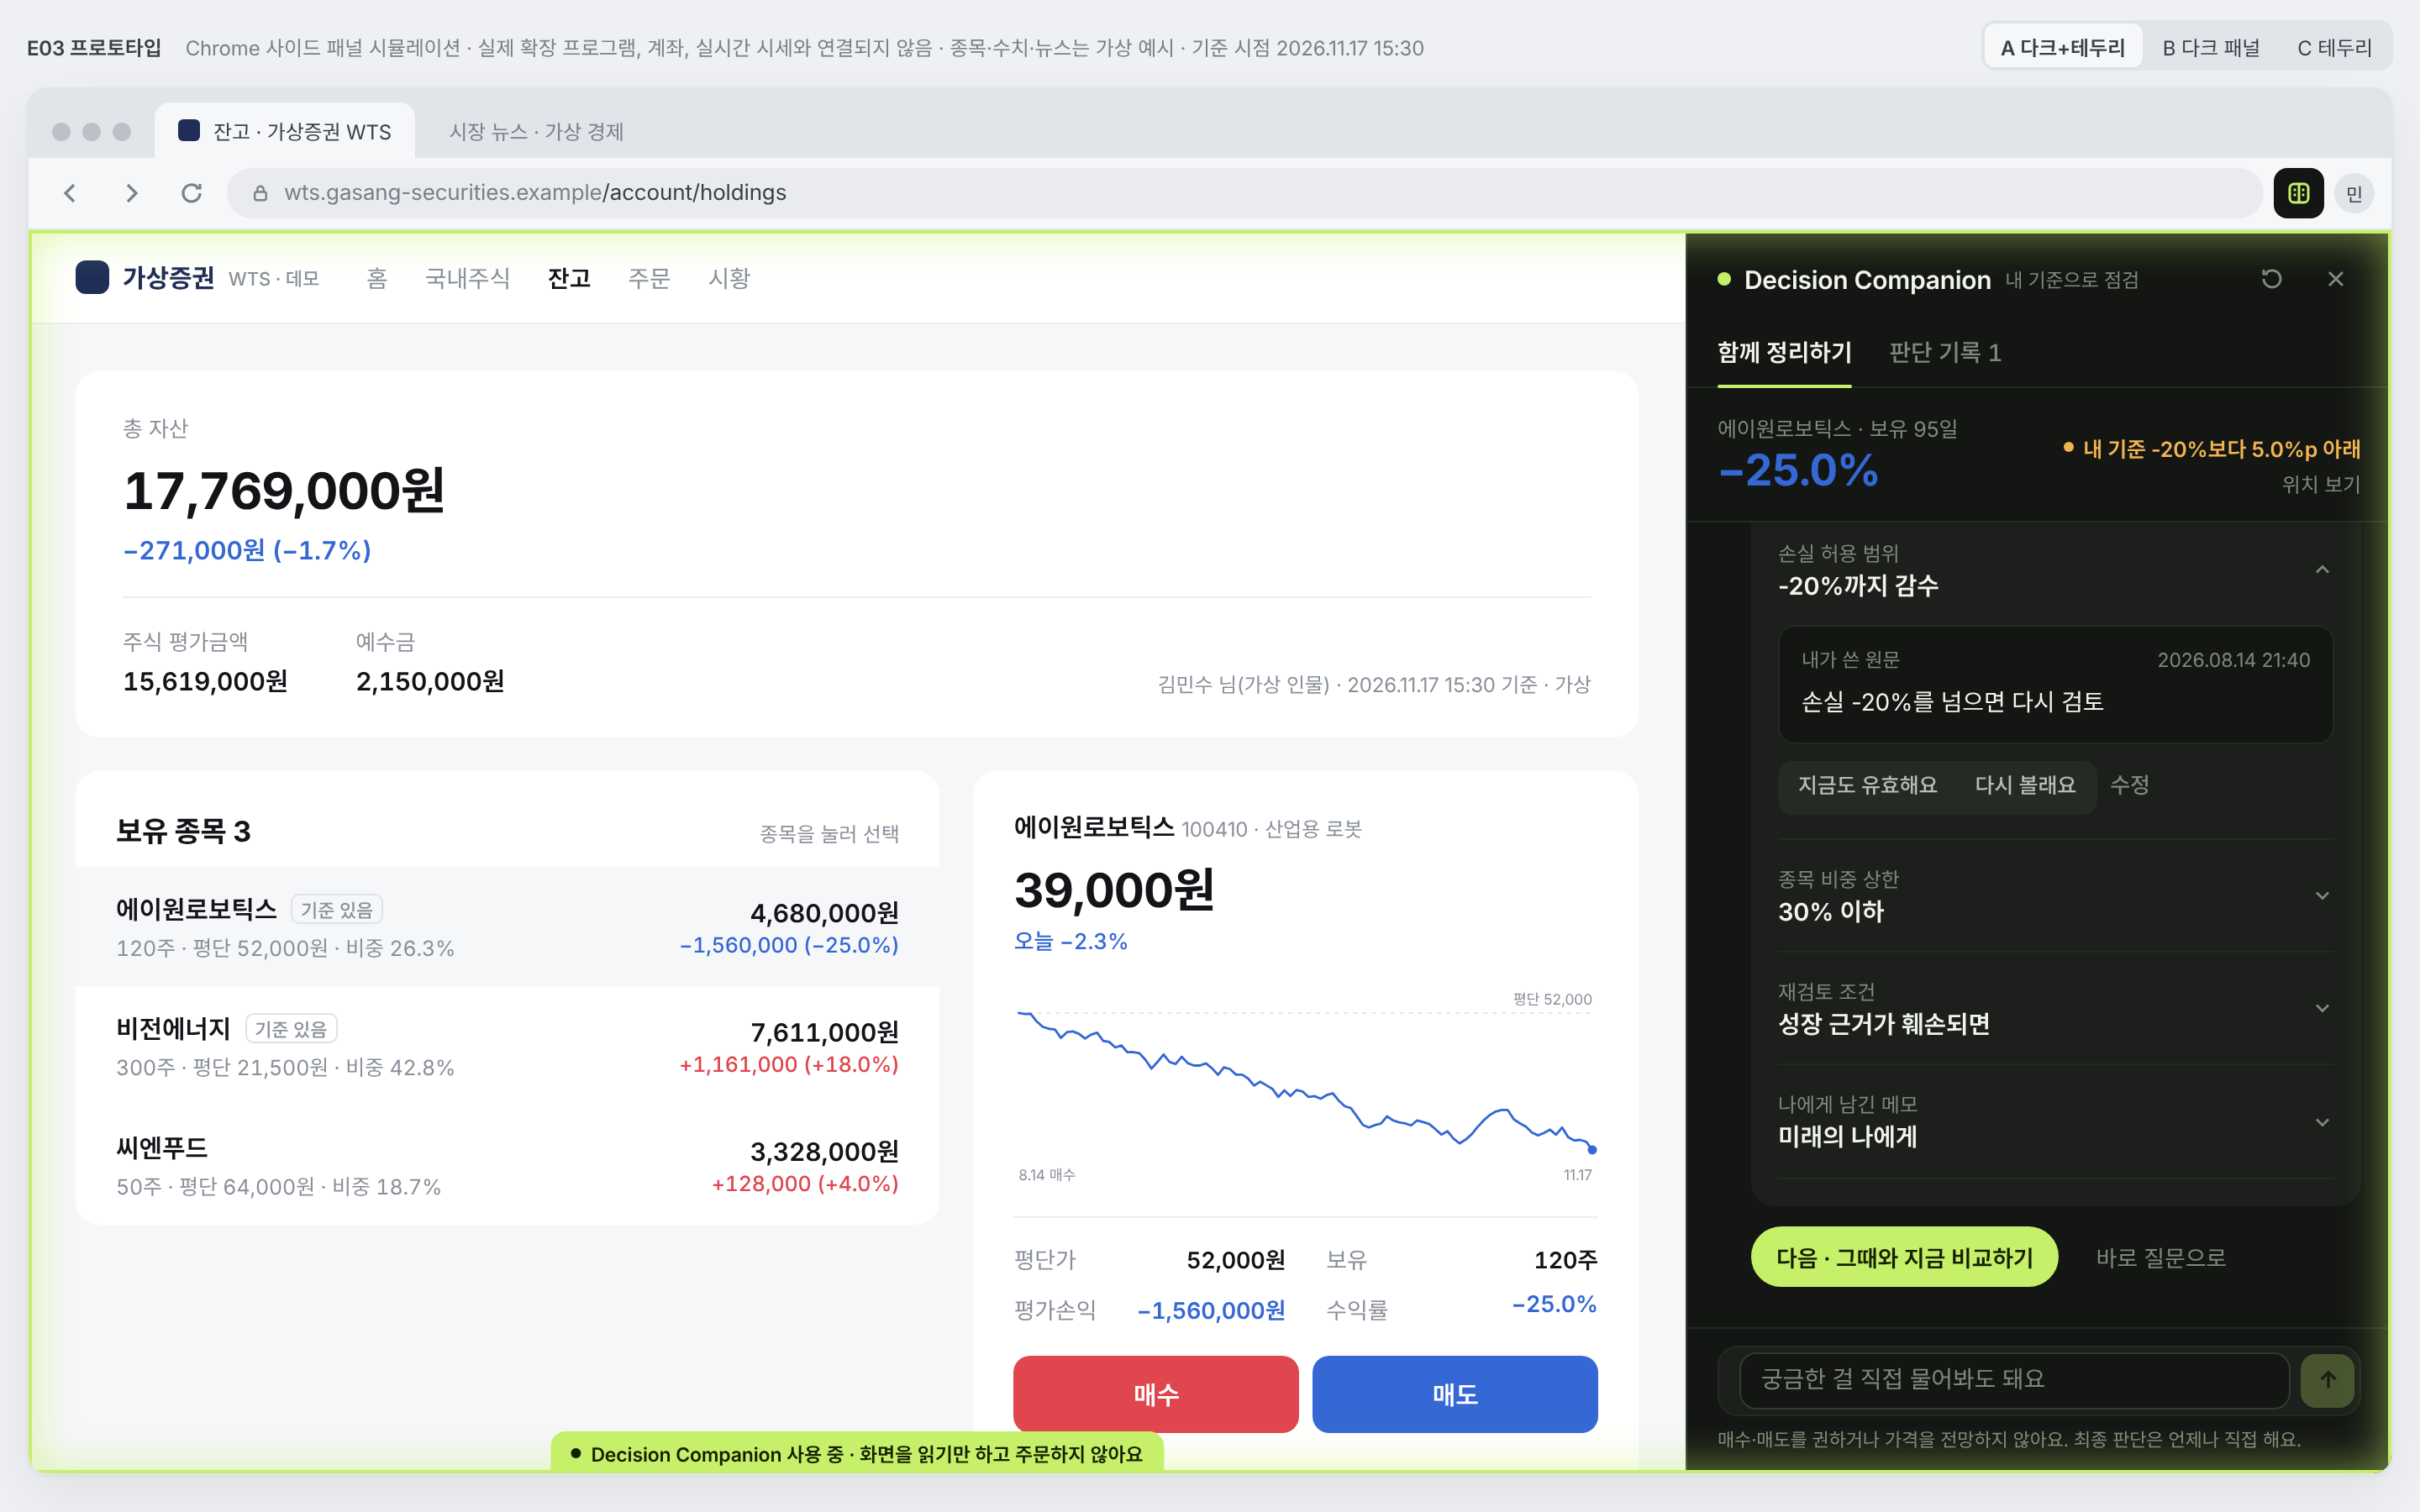 E03 프로토타입 Chrome 사이드 패널 시뮬레이션 · 실제 확장 프로그램, 계좌, 실시간 시세와 연결되지 않음 · 종목·수치·뉴스는 가상 예시 · 기준 시점 2026.11.17 15:30
A 다크+테두리 B 다크 패널 C 테두리
잔고 · 가상증권 WTS
시장 뉴스 · 가상 경제
wts.gasang-securities.example/account/holdings
민
가상증권 WTS · 데모 홈 국내주식 잔고 주문 시황
총 자산
17,769,000원
−271,000원 (−1.7%)
주식 평가금액
15,619,000원
예수금
2,150,000원
김민수 님(가상 인물) · 2026.11.17 15:30 기준 · 가상
보유 종목 3
종목을 눌러 선택
에이원로보틱스 기준 있음
120주 · 평단 52,000원 · 비중 26.3%
4,680,000원
−1,560,000 (−25.0%)
비전에너지 기준 있음
300주 · 평단 21,500원 · 비중 42.8%
7,611,000원
+1,161,000 (+18.0%)
씨엔푸드
50주 · 평단 64,000원 · 비중 18.7%
3,328,000원
+128,000 (+4.0%)
에이원로보틱스 100410 · 산업용 로봇
39,000원
오늘 −2.3%
평단 52,000
8.14 매수
11.17
평단가 52,000원 보유 120주
평가손익 −1,560,000원 수익률 −25.0%
매수
매도
Decision Companion 사용 중 · 화면을 읽기만 하고 주문하지 않아요
Decision Companion 내 기준으로 점검
함께 정리하기 판단 기록 1
에이원로보틱스 · 보유 95일
−25.0%
내 기준 -20%보다 5.0%p 아래
위치 보기
손실 허용 범위
-20%까지 감수
내가 쓴 원문 2026.08.14 21:40
손실 -20%를 넘으면 다시 검토
지금도 유효해요 다시 볼래요 수정
종목 비중 상한
30% 이하
재검토 조건
성장 근거가 훼손되면
나에게 남긴 메모
미래의 나에게
다음 · 그때와 지금 비교하기 바로 질문으로
궁금한 걸 직접 물어봐도 돼요
매수·매도를 권하거나 가격을 전망하지 않아요. 최종 판단은 언제나 직접 해요.